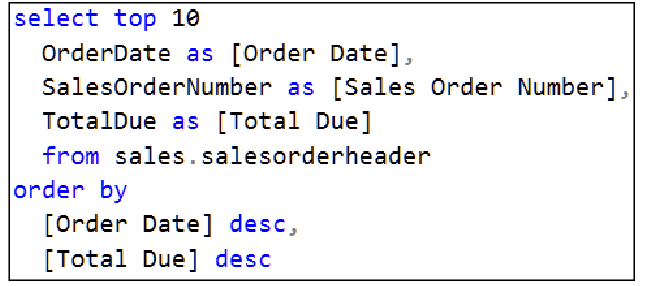 select top 10
OrderDate as [Order Date],
SalesOrderNumber as [Sales Order Number],
TotalDue as [Total Due]
from sales.salesorderheader
order by
[Order Date] desc,
[Total Due] desc